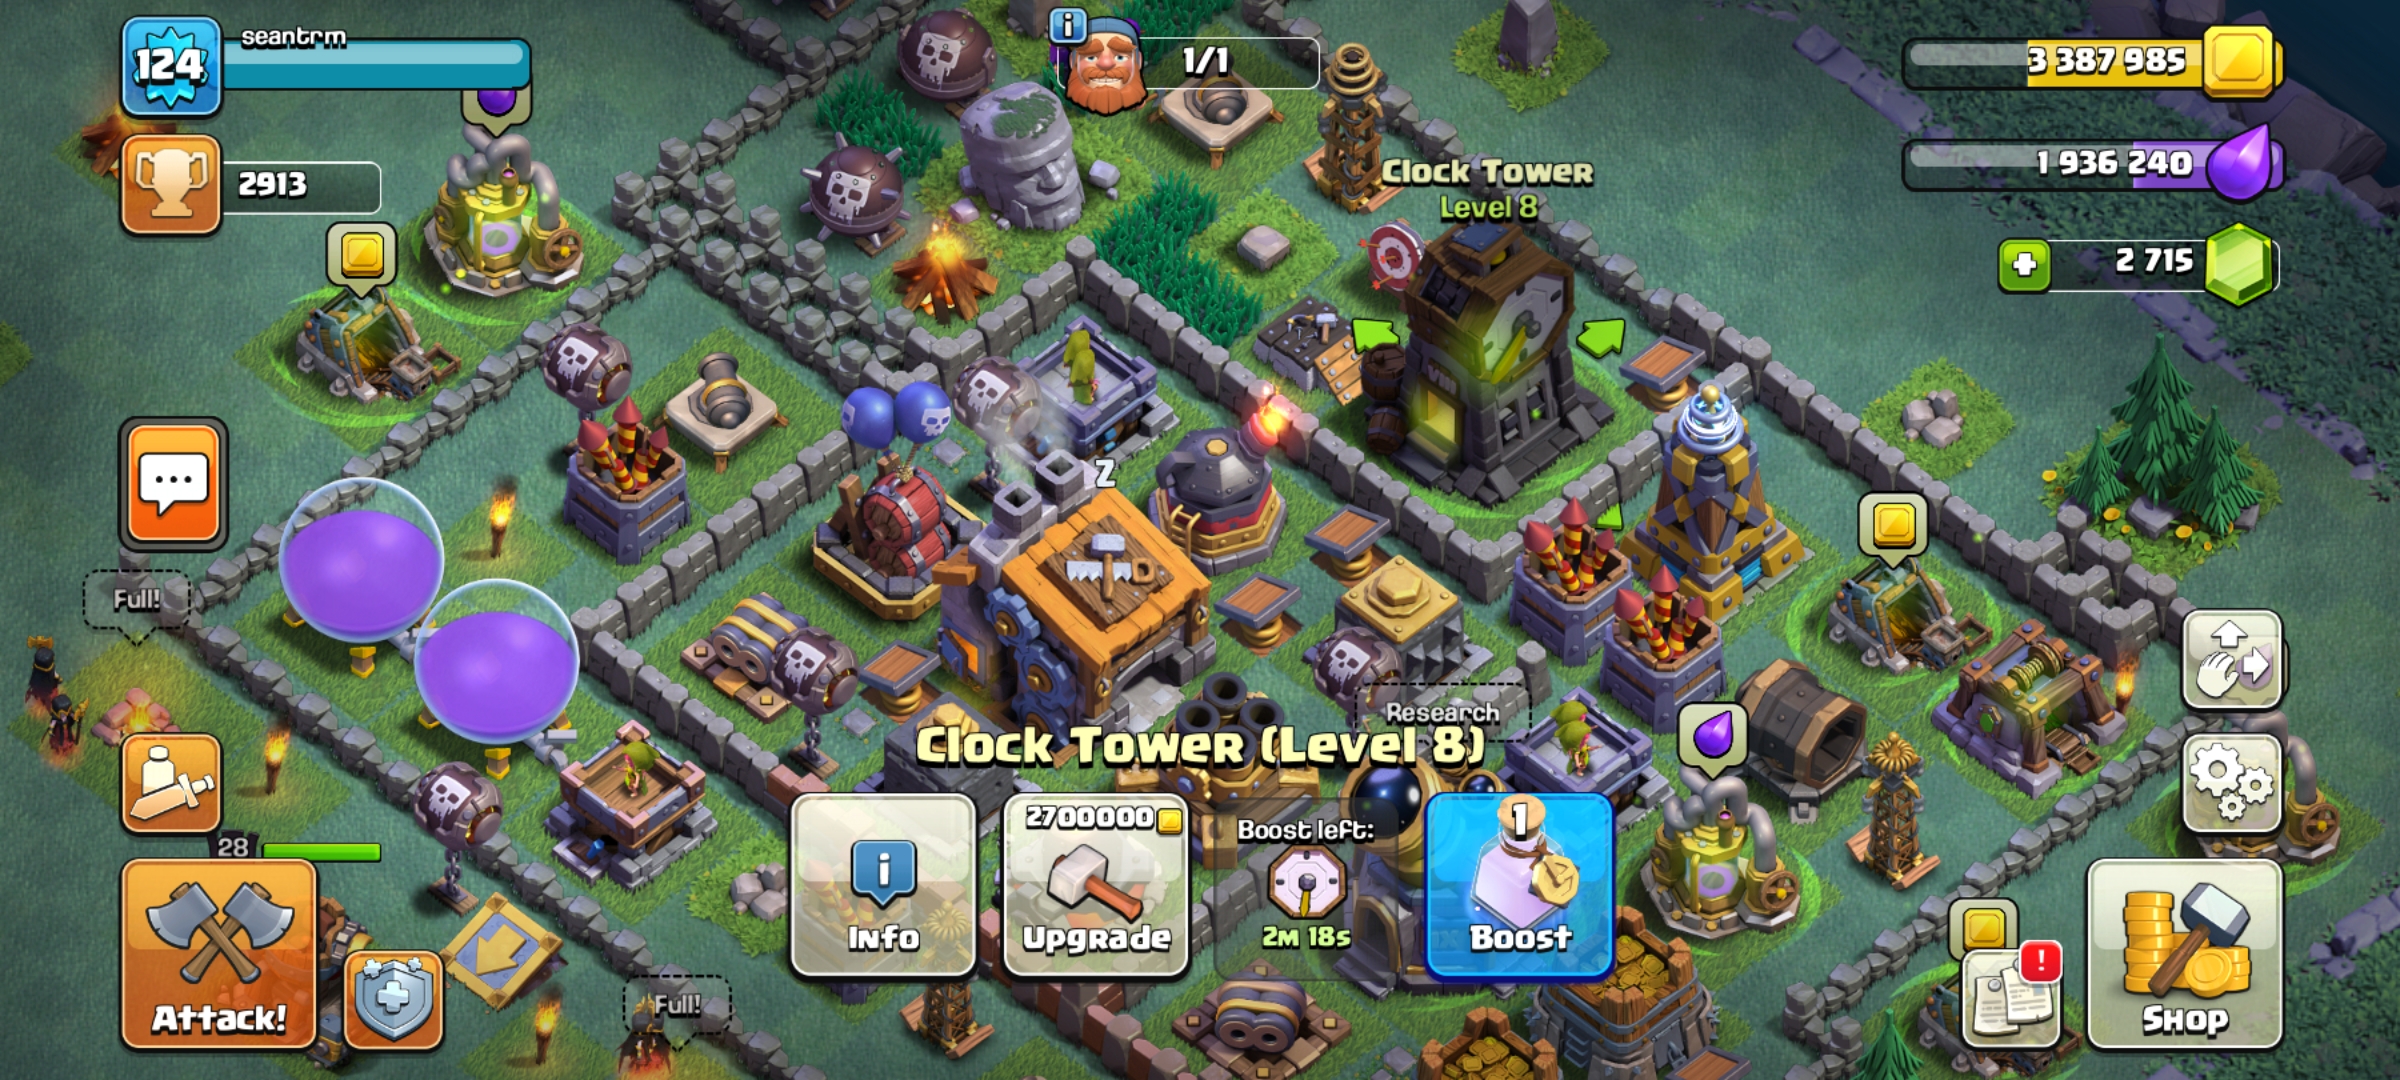 124
seantrm
1/1
3 387 985
2913
1 936 240
2 715
Clock Tower
Level 8
Z
VIII
Full!
Research
Clock Tower (Level 8)
28
Info
2700000
Upgrade
Boost left:
2M 18s
1
Boost
Attack!
Full!
!
Shop